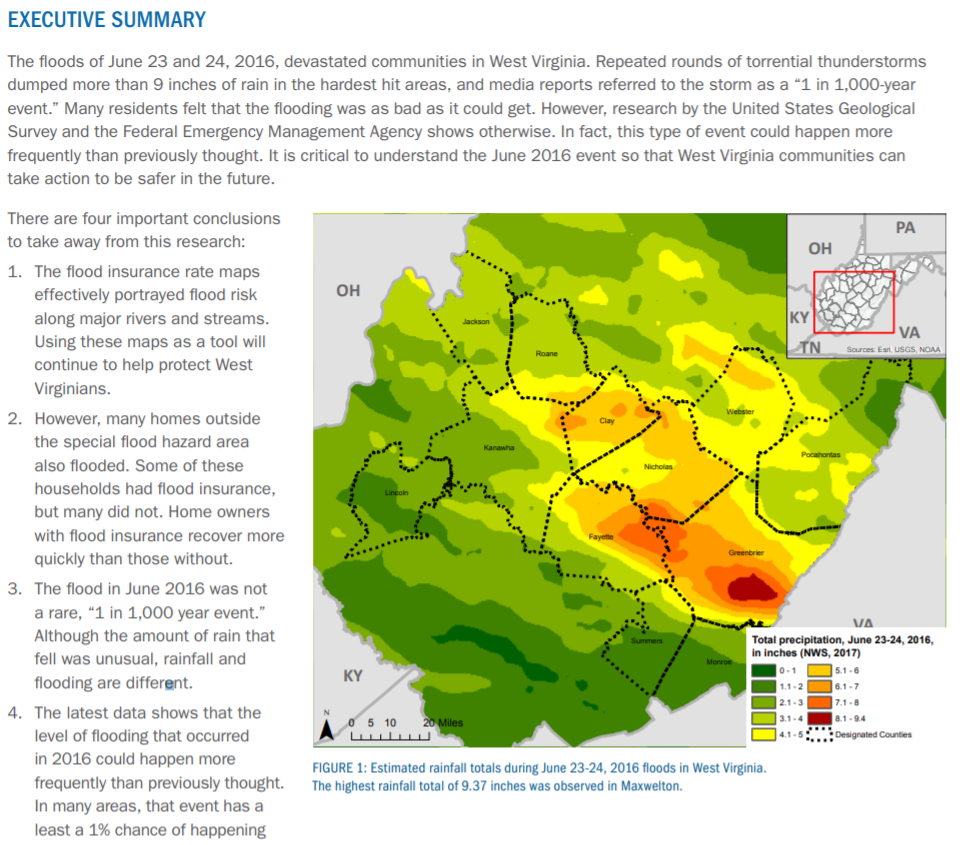 EXECUTIVE SUMMARY
The floods of June 23 and 24, 2016, devastated communities in West Virginia. Repeated rounds of torrential thunderstorms
dumped more than 9 inches of rain in the hardest hit areas, and media reports referred to the storm as a “1 in 1,000-year
event.” Many residents felt that the flooding was as bad as it could get. However, research by the United States Geological
Survey and the Federal Emergency Management Agency shows otherwise. In fact, this type of event could happen more
frequently than previously thought. It is critical to understand the June 2016 event so that West Virginia communities can
take action to be safer in the future.
There are four important conclusions
to take away from this research:
1. The flood insurance rate maps
effectively portrayed flood risk
along major rivers and streams.
Using these maps as a tool will
continue to help protect West
Virginians.
2. However, many homes outside
the special flood hazard area
also flooded. Some of these
households had flood insurance,
but many did not. Home owners
with flood insurance recover more
quickly than those without.
3. The flood in June 2016 was not
a rare, “1 in 1,000 year event.”
Although the amount of rain that
fell was unusual, rainfall and
flooding are different.
4. The latest data shows that the
level of flooding that occurred
in 2016 could happen more
frequently than previously thought.
In many areas, that event has a
least a 1% chance of happening
OH
Jackson
Roane
Clay
Webster
Kanawha
Nicholas
Pocahontas
Lincoln
Fayette
Greenbrier
Summers
Monroe
KY
VA
N
0 5 10 20 Miles
PA
OH
KY
VA
TN
Sources: Esri, USGS, NOAA
Total precipitation, June 23-24, 2016,
in inches (NWS, 2017)
0 - 1
1.1 - 2
2.1 - 3
3.1 - 4
4.1 - 5
5.1 - 6
6.1 - 7
7.1 - 8
8.1 - 9.4
Designated Counties
FIGURE 1: Estimated rainfall totals during June 23-24, 2016 floods in West Virginia.
The highest rainfall total of 9.37 inches was observed in Maxwelton.